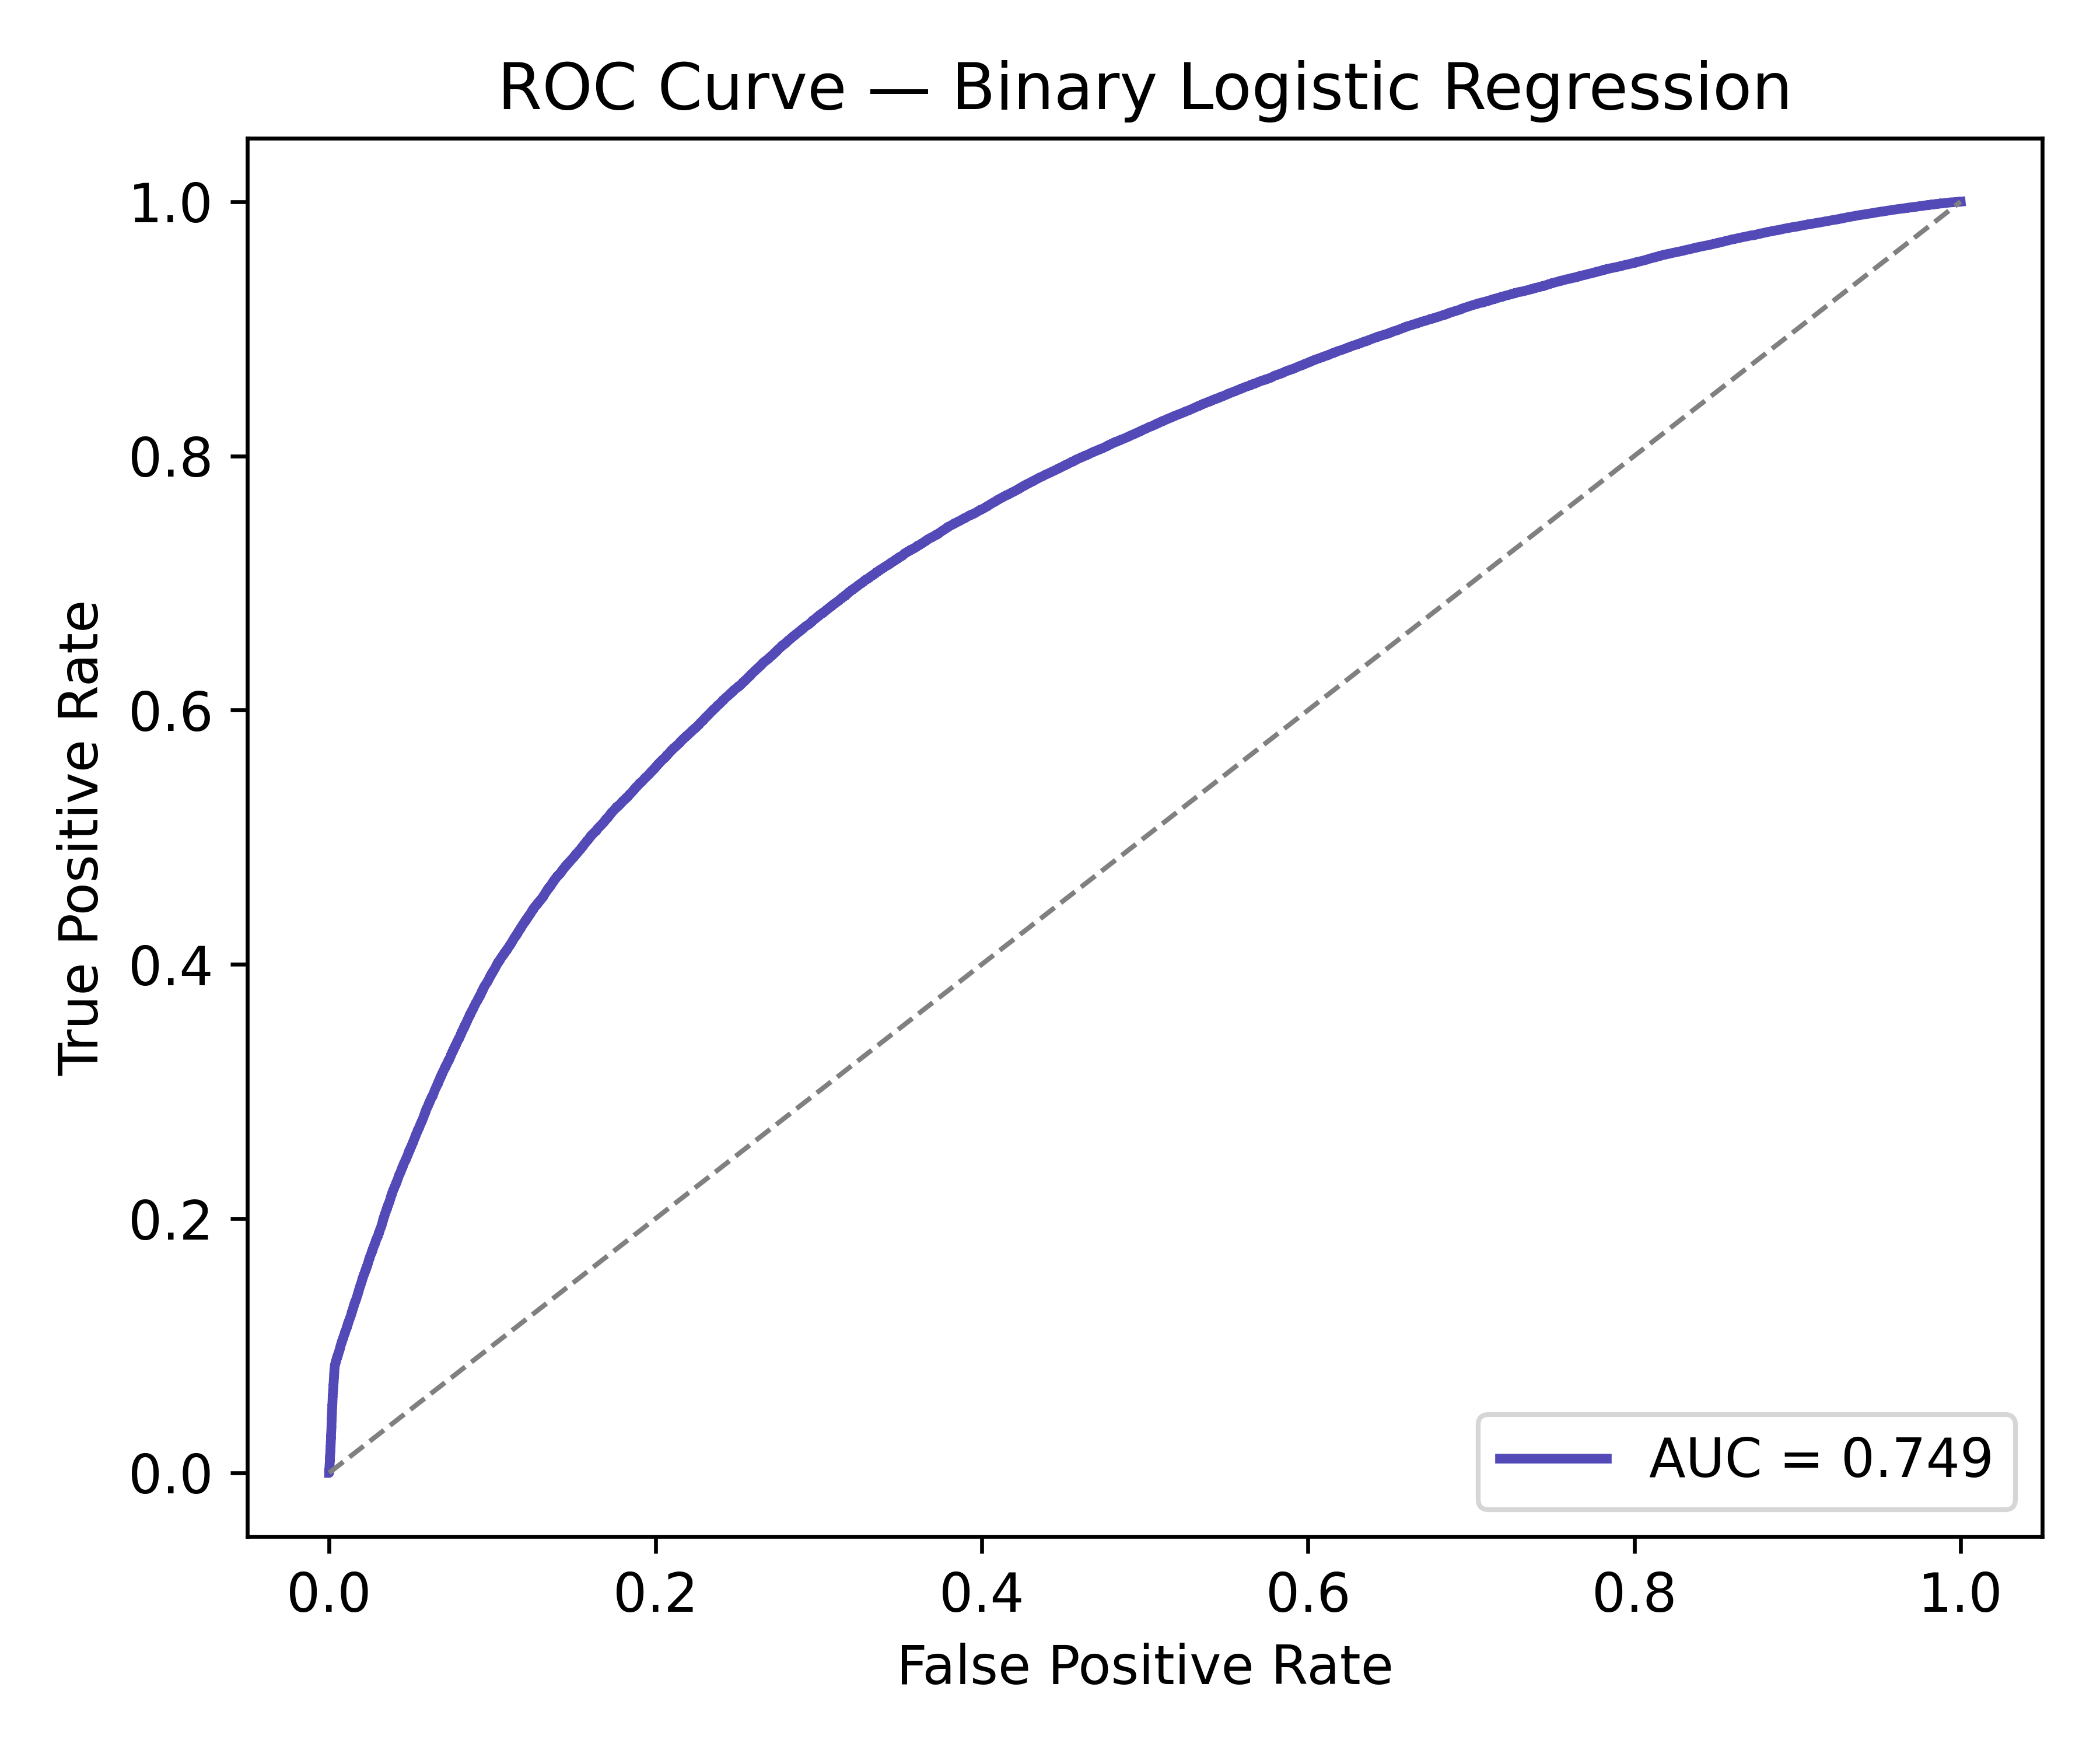 ROC Curve — Binary Logistic Regression
1.0
0.8
0.6
0.4
0.2
0.0
True Positive Rate
AUC = 0.749
0.0 0.2 0.4 0.6 0.8 1.0
False Positive Rate